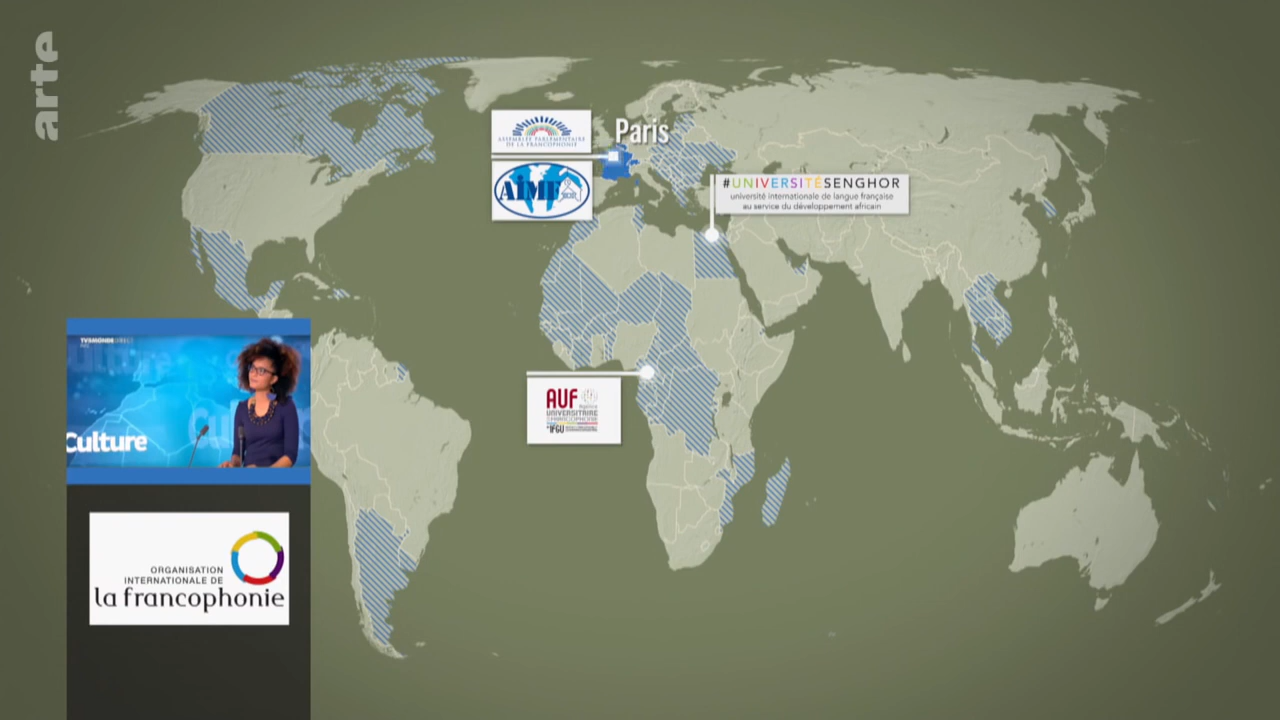 arte
ASSEMBLÉE PARLEMENTAIRE
DE LA FRANCOPHONIE
Paris
AIMF
#UNIVERSITÉSENGHOR
université internationale de langue française
au service du développement africain
TV5MONDE
Culture
AUF
UNIVERSITAIRE
IFGU
ORGANISATION
INTERNATIONALE DE
la francophonie